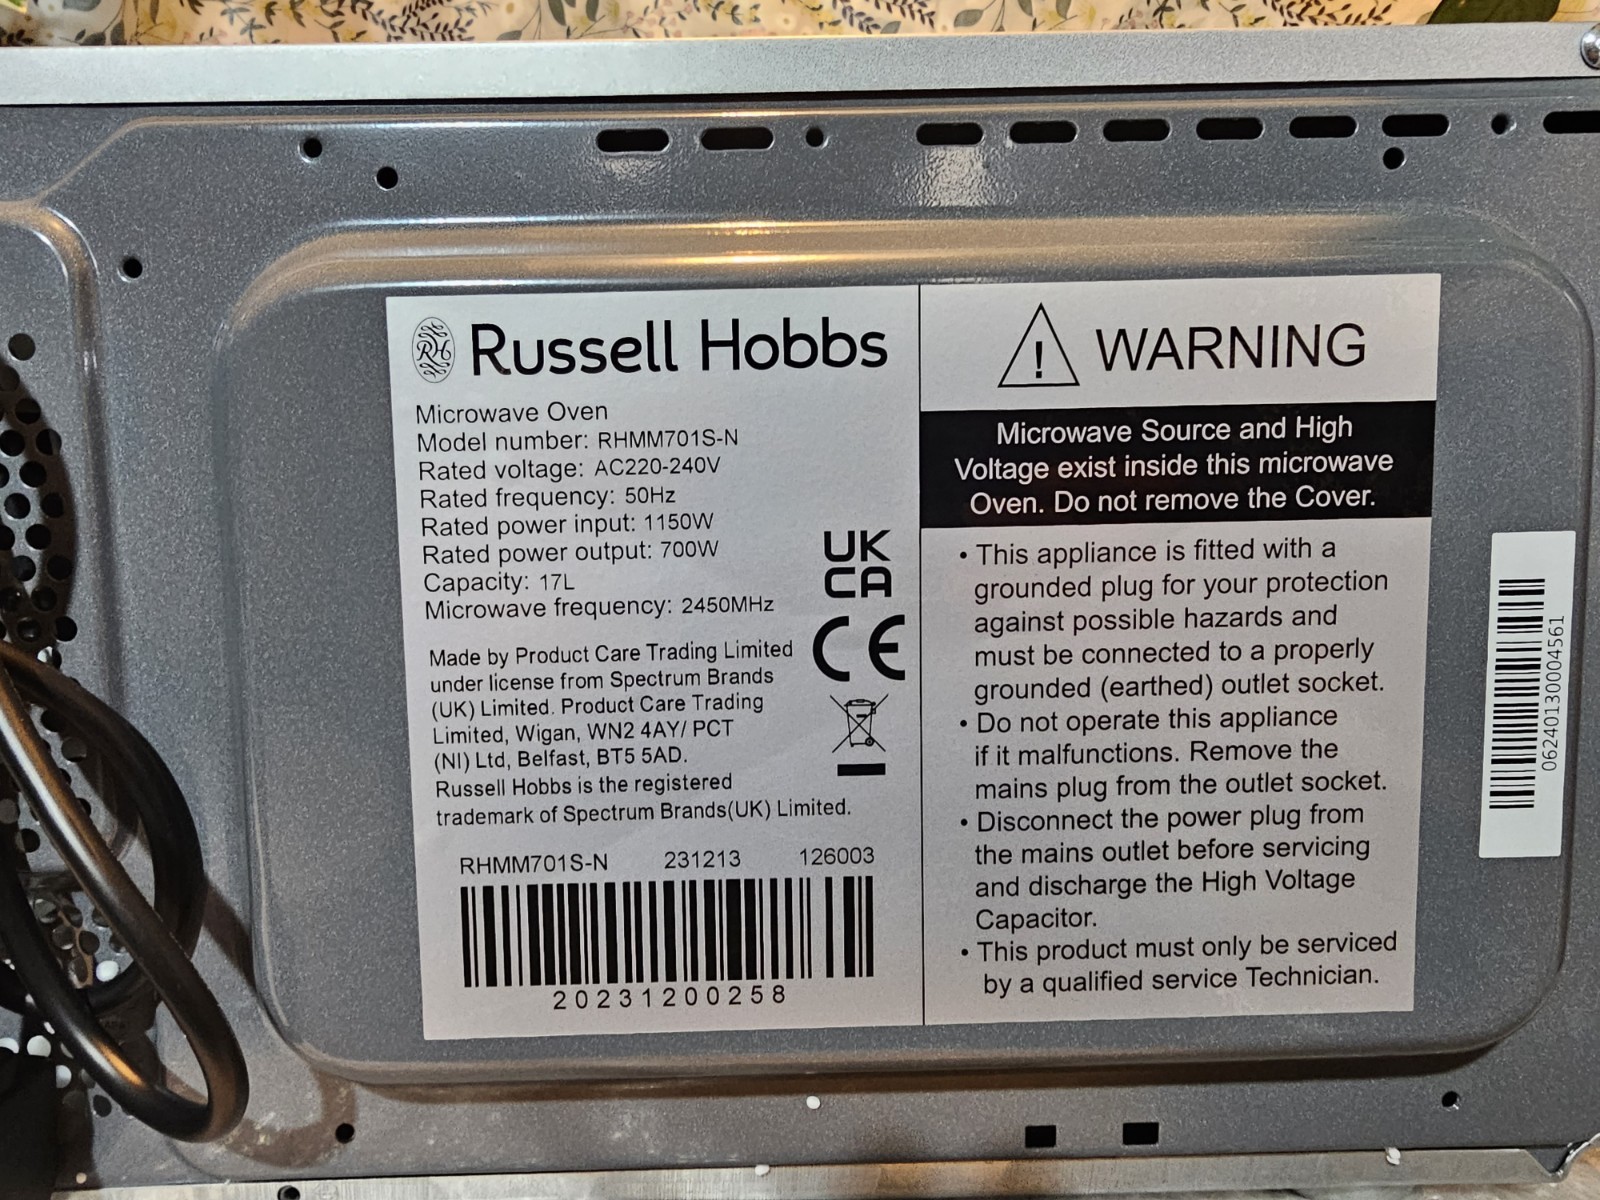 Russell Hobbs
Microwave Oven
Model number: RHMM701S-N
Rated voltage: AC220-240V
Rated frequency: 50Hz
Rated power input: 1150W
Rated power output: 700W
Capacity: 17L
Microwave frequency: 2450MHz
UK
CA
CE
Made by Product Care Trading Limited
under license from Spectrum Brands
(UK) Limited. Product Care Trading
Limited, Wigan, WN2 4AY/ PCT
(NI) Ltd, Belfast, BT5 5AD.
Russell Hobbs is the registered
trademark of Spectrum Brands(UK) Limited.
RHMM701S-N 231213 126003
20231200258
! WARNING
Microwave Source and High
Voltage exist inside this microwave
Oven. Do not remove the Cover.
• This appliance is fitted with a
grounded plug for your protection
against possible hazards and
must be connected to a properly
grounded (earthed) outlet socket.
• Do not operate this appliance
if it malfunctions. Remove the
mains plug from the outlet socket.
• Disconnect the power plug from
the mains outlet before servicing
and discharge the High Voltage
Capacitor.
• This product must only be serviced
by a qualified service Technician.
06240130004561